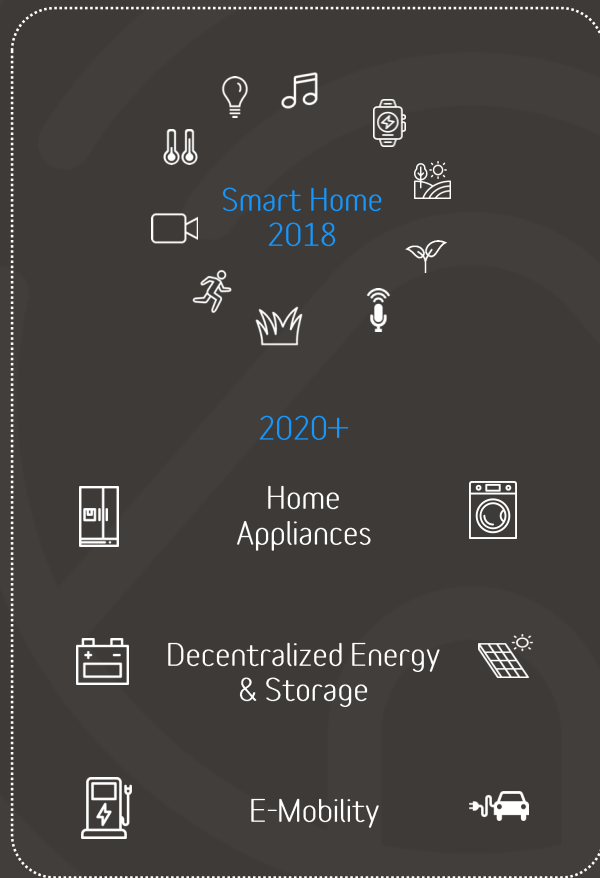 Smart Home
2018
2020+
Home
Appliances
Decentralized Energy
& Storage
E-Mobility